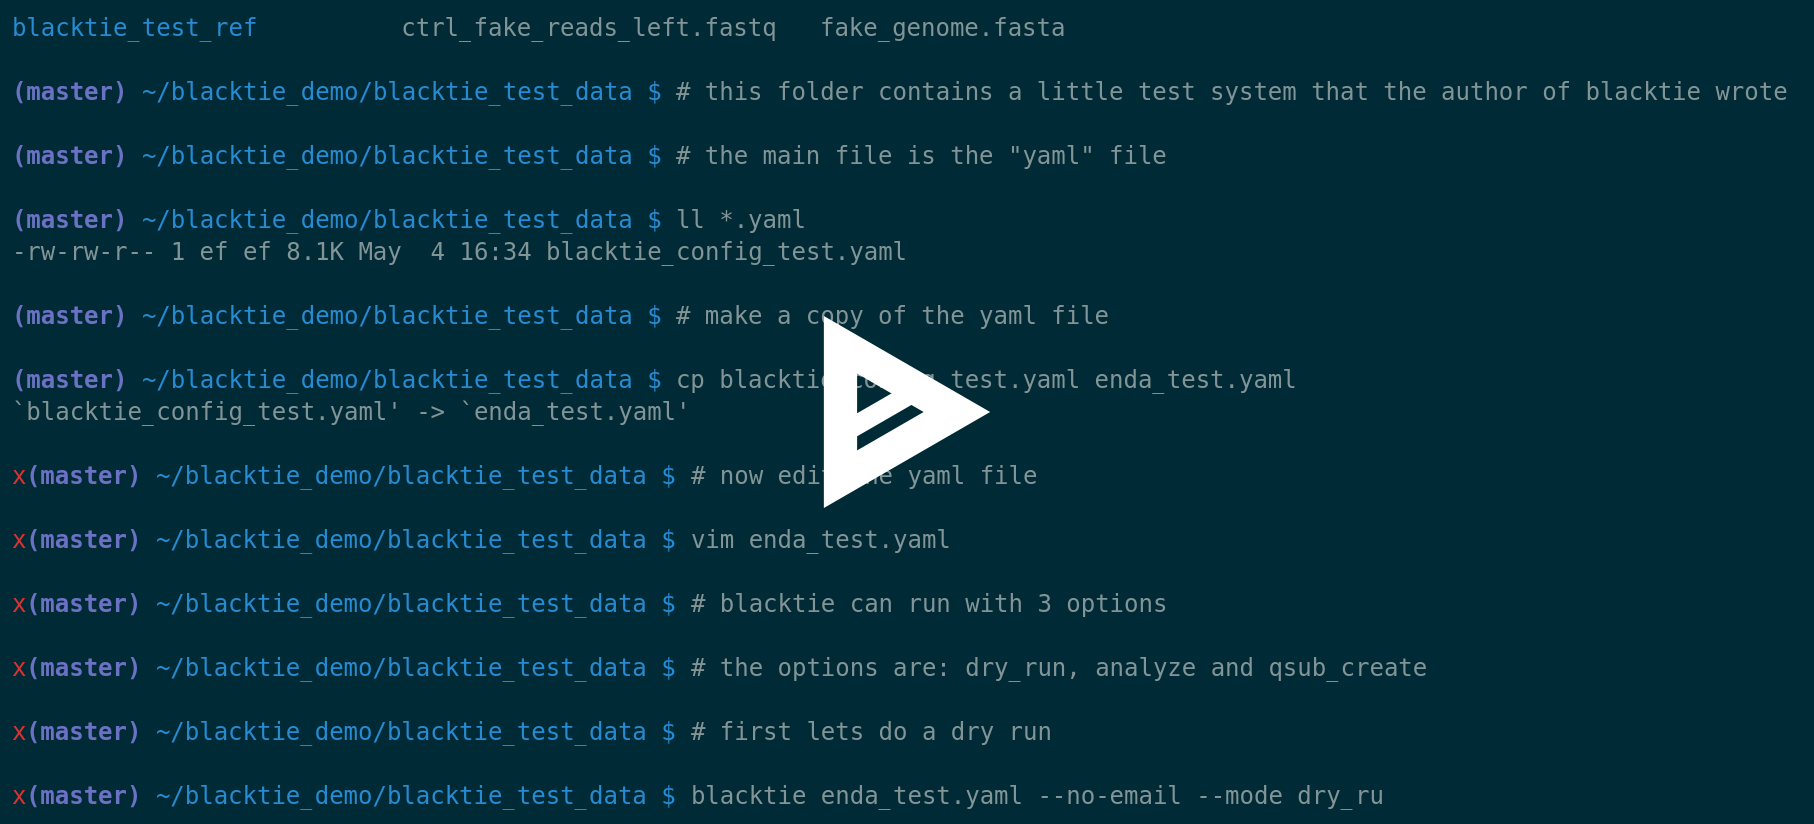 blacktie_test_ref          ctrl_fake_reads_left.fastq   fake_genome.fasta
(master) ~/blacktie_demo/blacktie_test_data $ # this folder contains a little test system that the author of blacktie wrote
(master) ~/blacktie_demo/blacktie_test_data $ # the main file is the "yaml" file
(master) ~/blacktie_demo/blacktie_test_data $ ll *.yaml
-rw-rw-r-- 1 ef ef 8.1K May  4 16:34 blacktie_config_test.yaml
(master) ~/blacktie_demo/blacktie_test_data $ # make a copy of the yaml file
(master) ~/blacktie_demo/blacktie_test_data $ cp blacktie_config_test.yaml enda_test.yaml
`blacktie_config_test.yaml' -> `enda_test.yaml'
x(master) ~/blacktie_demo/blacktie_test_data $ # now edit the yaml file
x(master) ~/blacktie_demo/blacktie_test_data $ vim enda_test.yaml
x(master) ~/blacktie_demo/blacktie_test_data $ # blacktie can run with 3 options
x(master) ~/blacktie_demo/blacktie_test_data $ # the options are: dry_run, analyze and qsub_create
x(master) ~/blacktie_demo/blacktie_test_data $ # first lets do a dry run
x(master) ~/blacktie_demo/blacktie_test_data $ blacktie enda_test.yaml --no-email --mode dry_ru